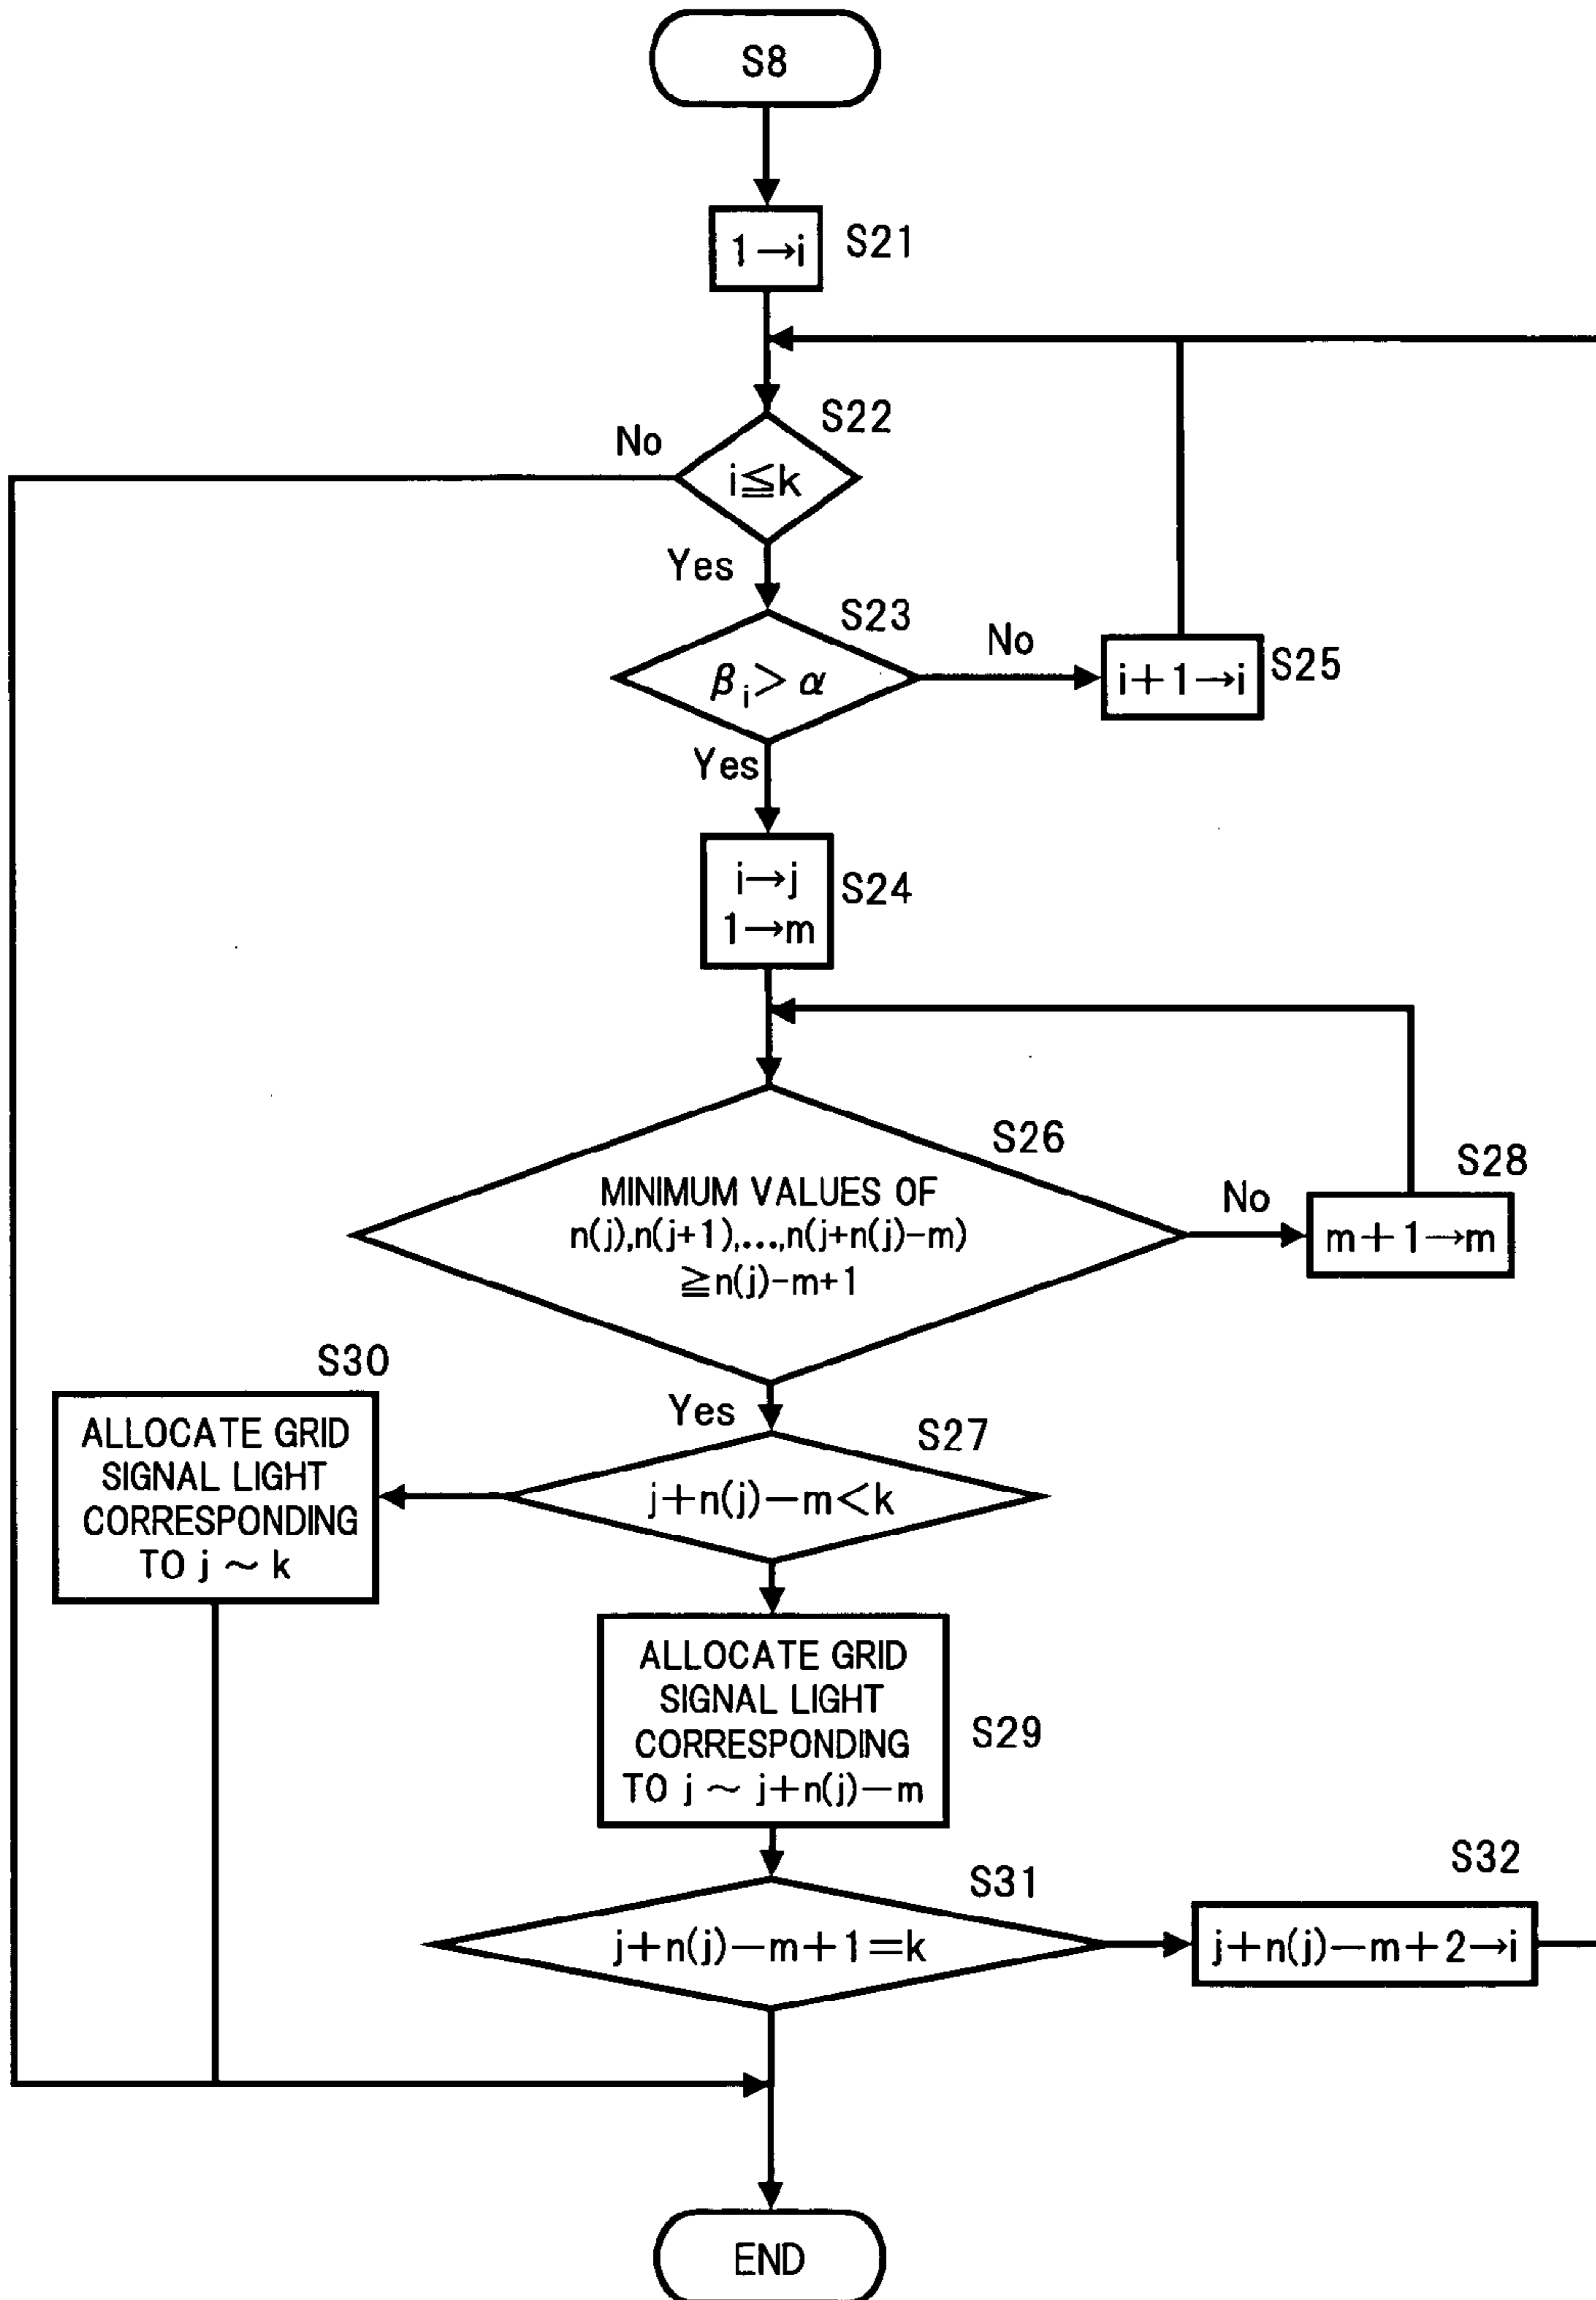 S8
1→i
S21
S22
No
i≦k
Yes
S23
βi>α
No
i+1→i
S25
Yes
i→j
1→m
S24
S26
MINIMUM VALUES OF
n(j),n(j+1),...,n(j+n(j)-m)
≧n(j)-m+1
No
S28
m+1→m
Yes
S27
j+n(j)-m<k
S30
ALLOCATE GRID
SIGNAL LIGHT
CORRESPONDING
TO j ~ k
ALLOCATE GRID
SIGNAL LIGHT
CORRESPONDING
TO j ~ j+n(j)-m
S29
S31
j+n(j)-m+1=k
S32
j+n(j)-m+2→i
END